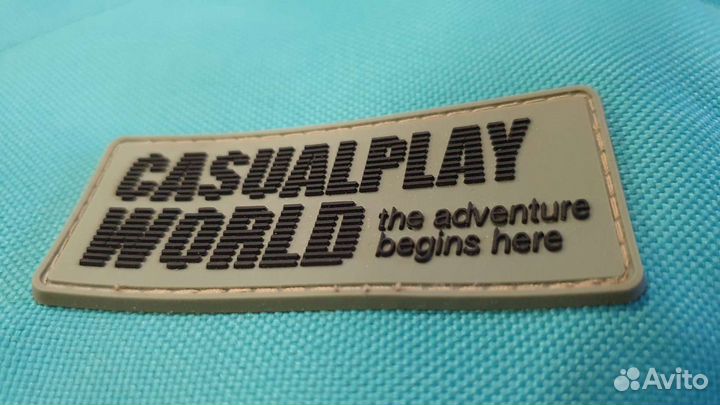 CASUALPLAY
WORLD
the adventure
begins here
Avito